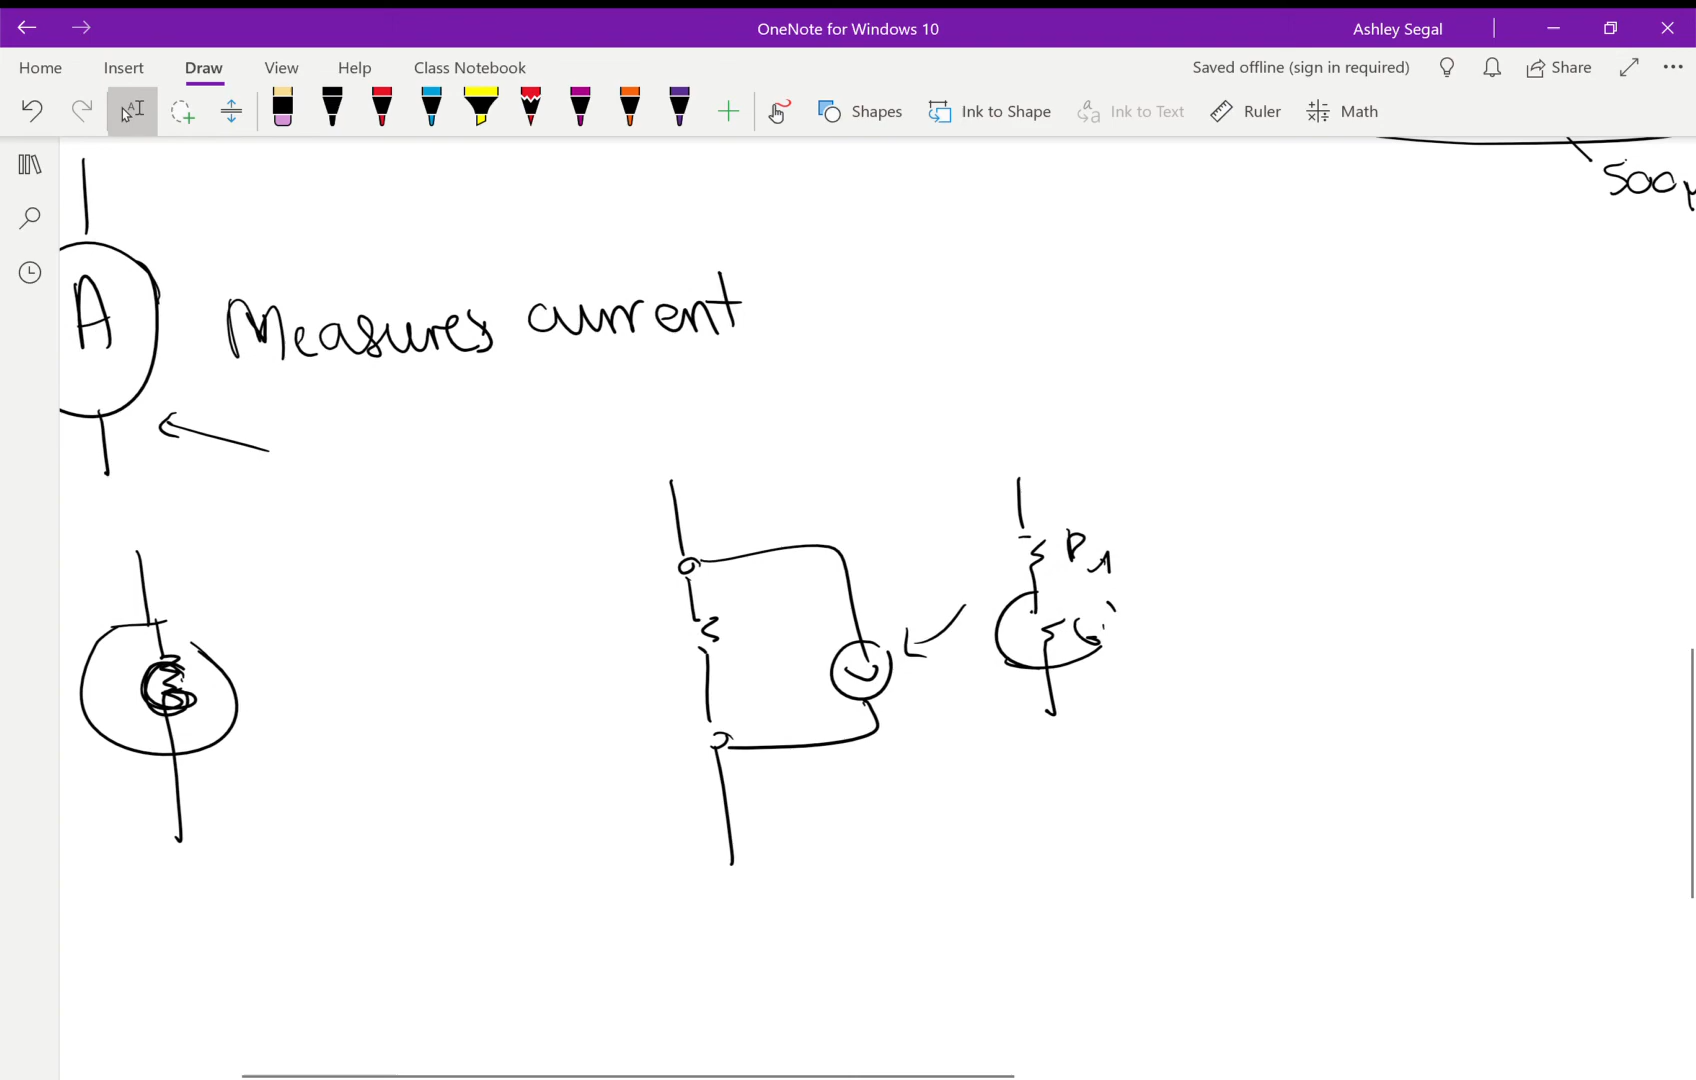 OneNote for Windows 10
Ashley Segal
Home Insert Draw View Help Class Notebook
Saved offline (sign in required)
Share
Shapes
Ink to Shape
Ink to Text
Ruler
Math
500μ
A
Measures current
G